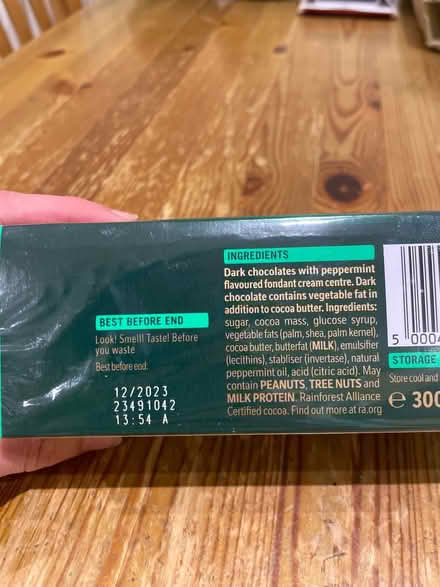 BEST BEFORE END
Look! Smell! Taste! Before
you waste
Best before end:
12/2023
23491042
13:54 A
INGREDIENTS
Dark chocolates with peppermint
flavoured fondant cream centre. Dark
chocolate contains vegetable fat in
addition to cocoa butter. Ingredients:
sugar, cocoa mass, glucose syrup,
vegetable fats (palm, shea, palm kernel),
cocoa butter, butterfat (MILK), emulsifier
(lecithins), stabliser (invertase), natural
peppermint oil, acid (citric acid). May
contain PEANUTS, TREE NUTS and
MILK PROTEIN. Rainforest Alliance
Certified cocoa. Find out more at ra.org
5 000
STORAGE
Store cool and
℮ 300